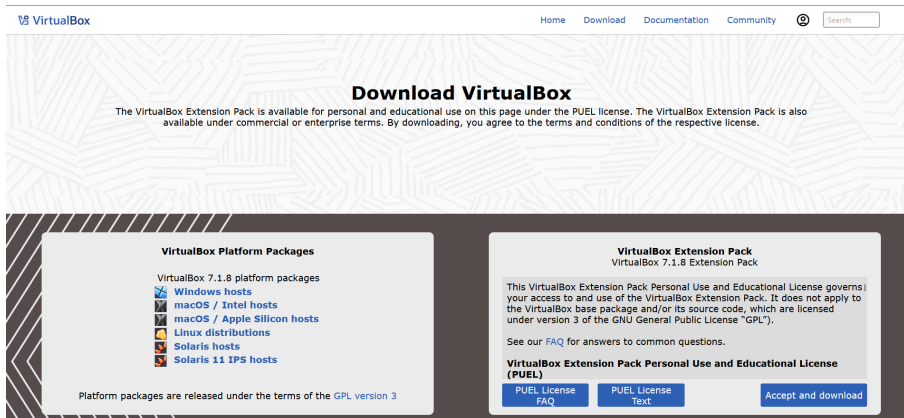 VirtualBox
Home Download Documentation Community Search:
Download VirtualBox
The VirtualBox Extension Pack is available for personal and educational use on this page under the PUEL license. The VirtualBox Extension Pack is also
available under commercial or enterprise terms. By downloading, you agree to the terms and conditions of the respective license.
VirtualBox Platform Packages
VirtualBox 7.1.8 platform packages
Windows hosts
macOS / Intel hosts
macOS / Apple Silicon hosts
Linux distributions
Solaris hosts
Solaris 11 IPS hosts
Platform packages are released under the terms of the GPL version 3
VirtualBox Extension Pack
VirtualBox 7.1.8 Extension Pack
This VirtualBox Extension Pack Personal Use and Educational License governs
your access to and use of the VirtualBox Extension Pack. It does not apply to
the VirtualBox base package and/or its source code, which are licensed
under version 3 of the GNU General Public License “GPL”).
See our FAQ for answers to common questions.
VirtualBox Extension Pack Personal Use and Educational License
(PUEL)
PUEL License
FAQ
PUEL License
Text
Accept and download